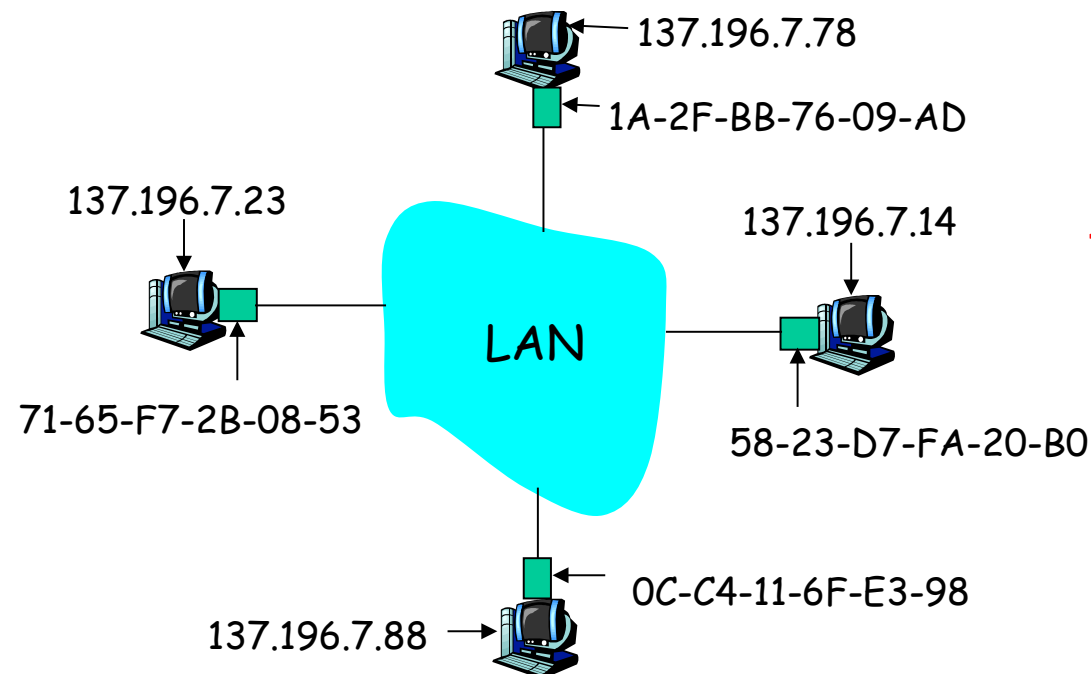 137.196.7.78
1A-2F-BB-76-09-AD
137.196.7.23
137.196.7.14
LAN
71-65-F7-2B-08-53
58-23-D7-FA-20-B0
0C-C4-11-6F-E3-98
137.196.7.88